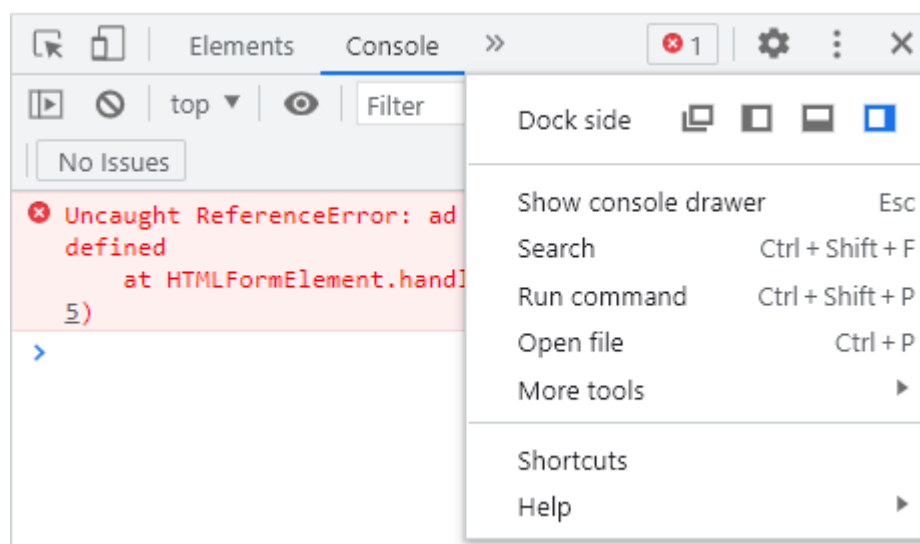 Elements Console » 1
top Filter
No Issues
Uncaught ReferenceError: ad
defined
at HTMLFormElement.handl
5)
>
Dock side
Show console drawer Esc
Search Ctrl + Shift + F
Run command Ctrl + Shift + P
Open file Ctrl + P
More tools
Shortcuts
Help